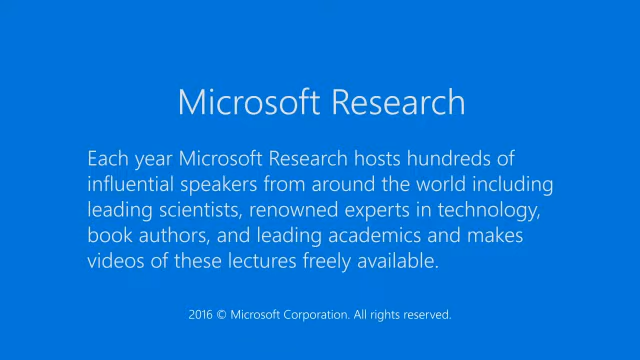 Microsoft Research
Each year Microsoft Research hosts hundreds of
influential speakers from around the world including
leading scientists, renowned experts in technology,
book authors, and leading academics and makes
videos of these lectures freely available.
2016 © Microsoft Corporation. All rights reserved.